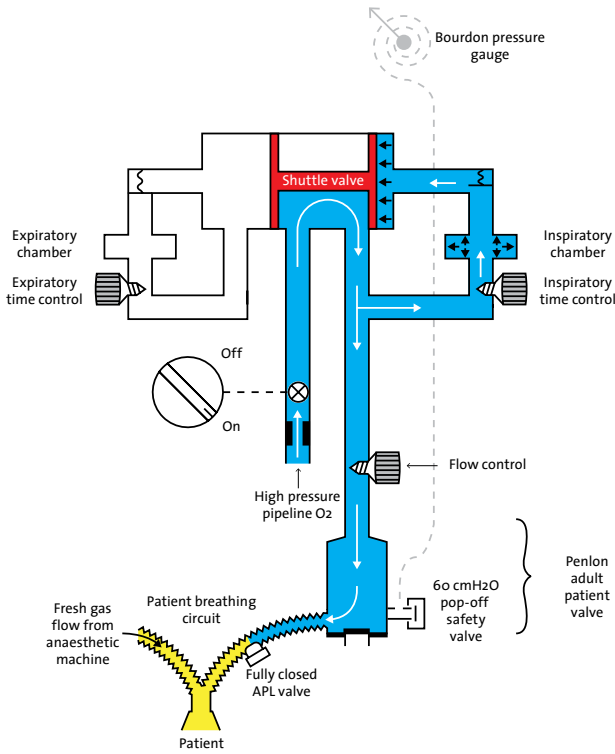 Bourdon pressure
gauge
Shuttle valve
Expiratory
chamber
Expiratory
time control
Inspiratory
chamber
Inspiratory
time control
Off
On
Flow control
High pressure
pipeline O2
Penlon
adult
patient
valve
60 cmH2O
pop-off
safety
valve
Fresh gas
flow from
anaesthetic
machine
Patient breathing
circuit
Fully closed
APL valve
Patient